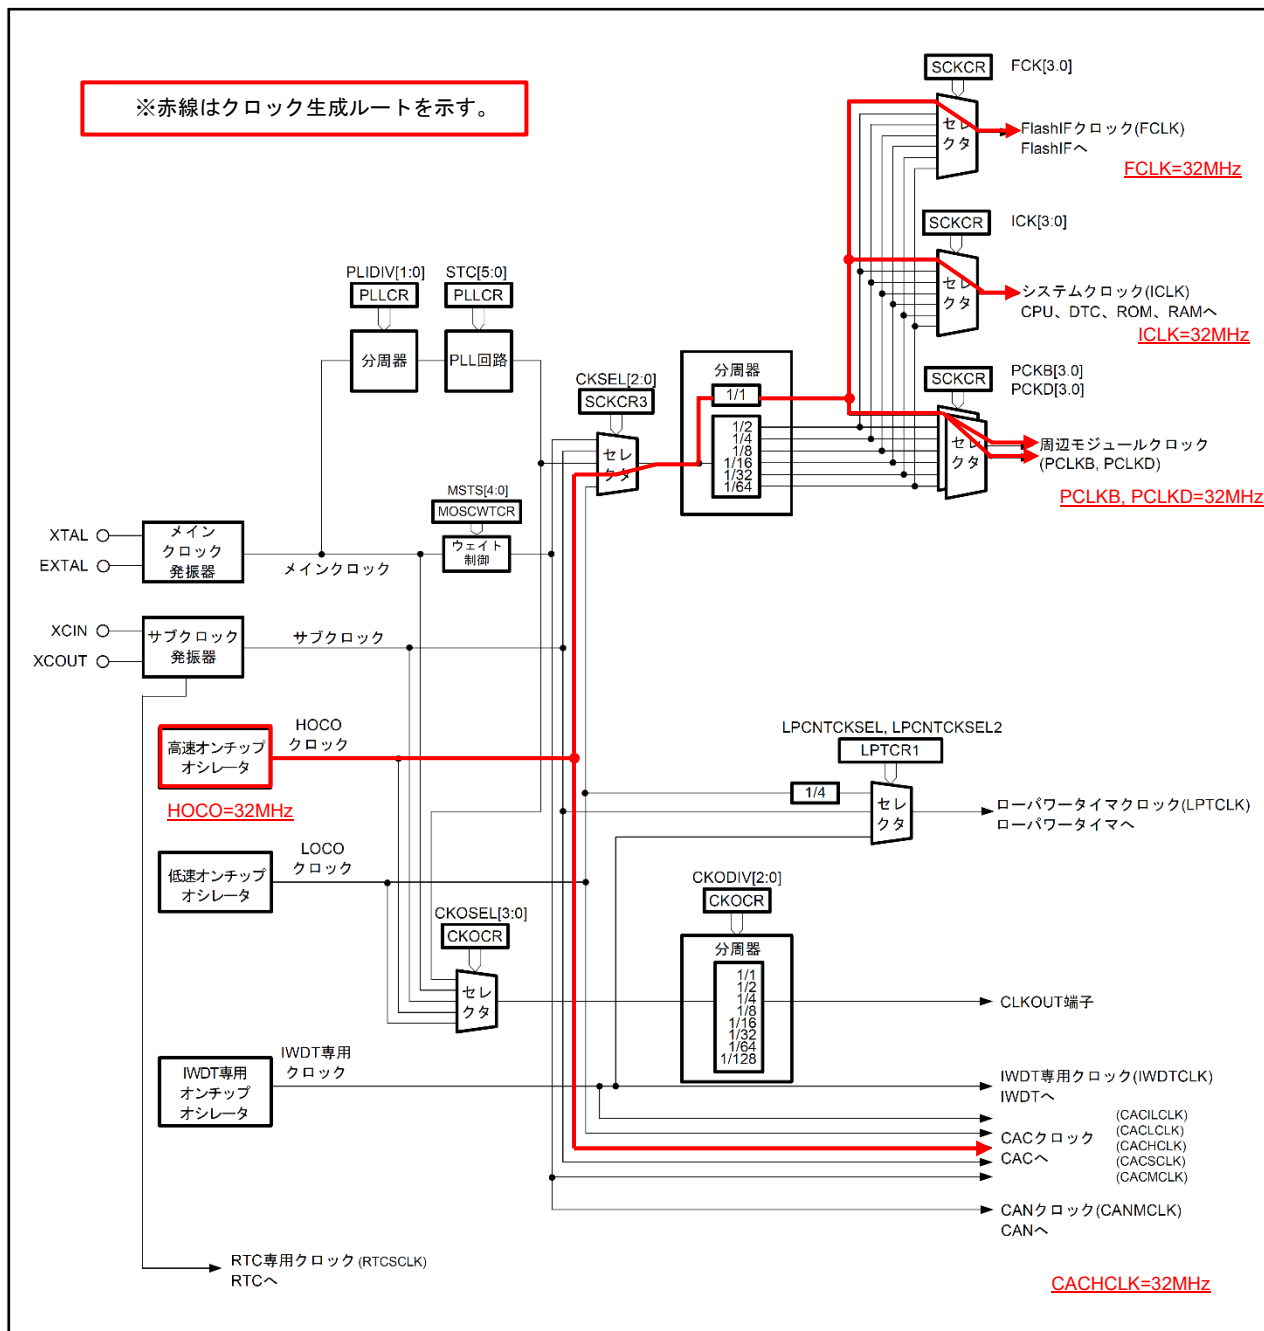 ※赤線はクロック生成ルートを示す。
SCKCR
FCK[3.0]
セレ
クタ
FlashIFクロック(FCLK)
FlashIFへ
FCLK=32MHz
SCKCR
ICK[3:0]
セレ
クタ
システムクロック(ICLK)
CPU、DTC、ROM、RAMへ
ICLK=32MHz
PLIDIV[1:0]
PLLCR
分周器
STC[5:0]
PLLCR
PLL回路
CKSEL[2:0]
SCKCR3
セレ
クタ
分周器
1/1
1/2
1/4
1/8
1/16
1/32
1/64
SCKCR
PCKB[3.0]
PCKD[3.0]
セレ
クタ
周辺モジュールクロック
(PCLKB, PCLKD)
PCLKB, PCLKD=32MHz
MSTS[4:0]
MOSCWTCR
ウェイト
制御
XTAL
EXTAL
メイン
クロック
発振器
メインクロック
XCIN
XCOUT
サブクロック
発振器
サブクロック
高速オンチップ
オシレータ
HOCO
クロック
HOCO=32MHz
LPCNTCKSEL, LPCNTCKSEL2
LPTCR1
1/4
セレ
クタ
ローパワータイマクロック(LPTCLK)
ローパワータイマへ
低速オンチップ
オシレータ
LOCO
クロック
CKOSEL[3:0]
CKOCR
セレ
クタ
CKODIV[2:0]
CKOCR
分周器
1/1
1/2
1/4
1/8
1/16
1/32
1/64
1/128
CLKOUT端子
IWDT専用
オンチップ
オシレータ
IWDT専用
クロック
IWDT専用クロック(IWDTCLK)
IWDTへ
CACクロック
CACへ
(CACILCLK)
(CACLCLK)
(CACHCLK)
(CACSCLK)
(CACMCLK)
CANクロック(CANMCLK)
CANへ
RTC専用クロック(RTCSCLK)
RTCへ
CACHCLK=32MHz